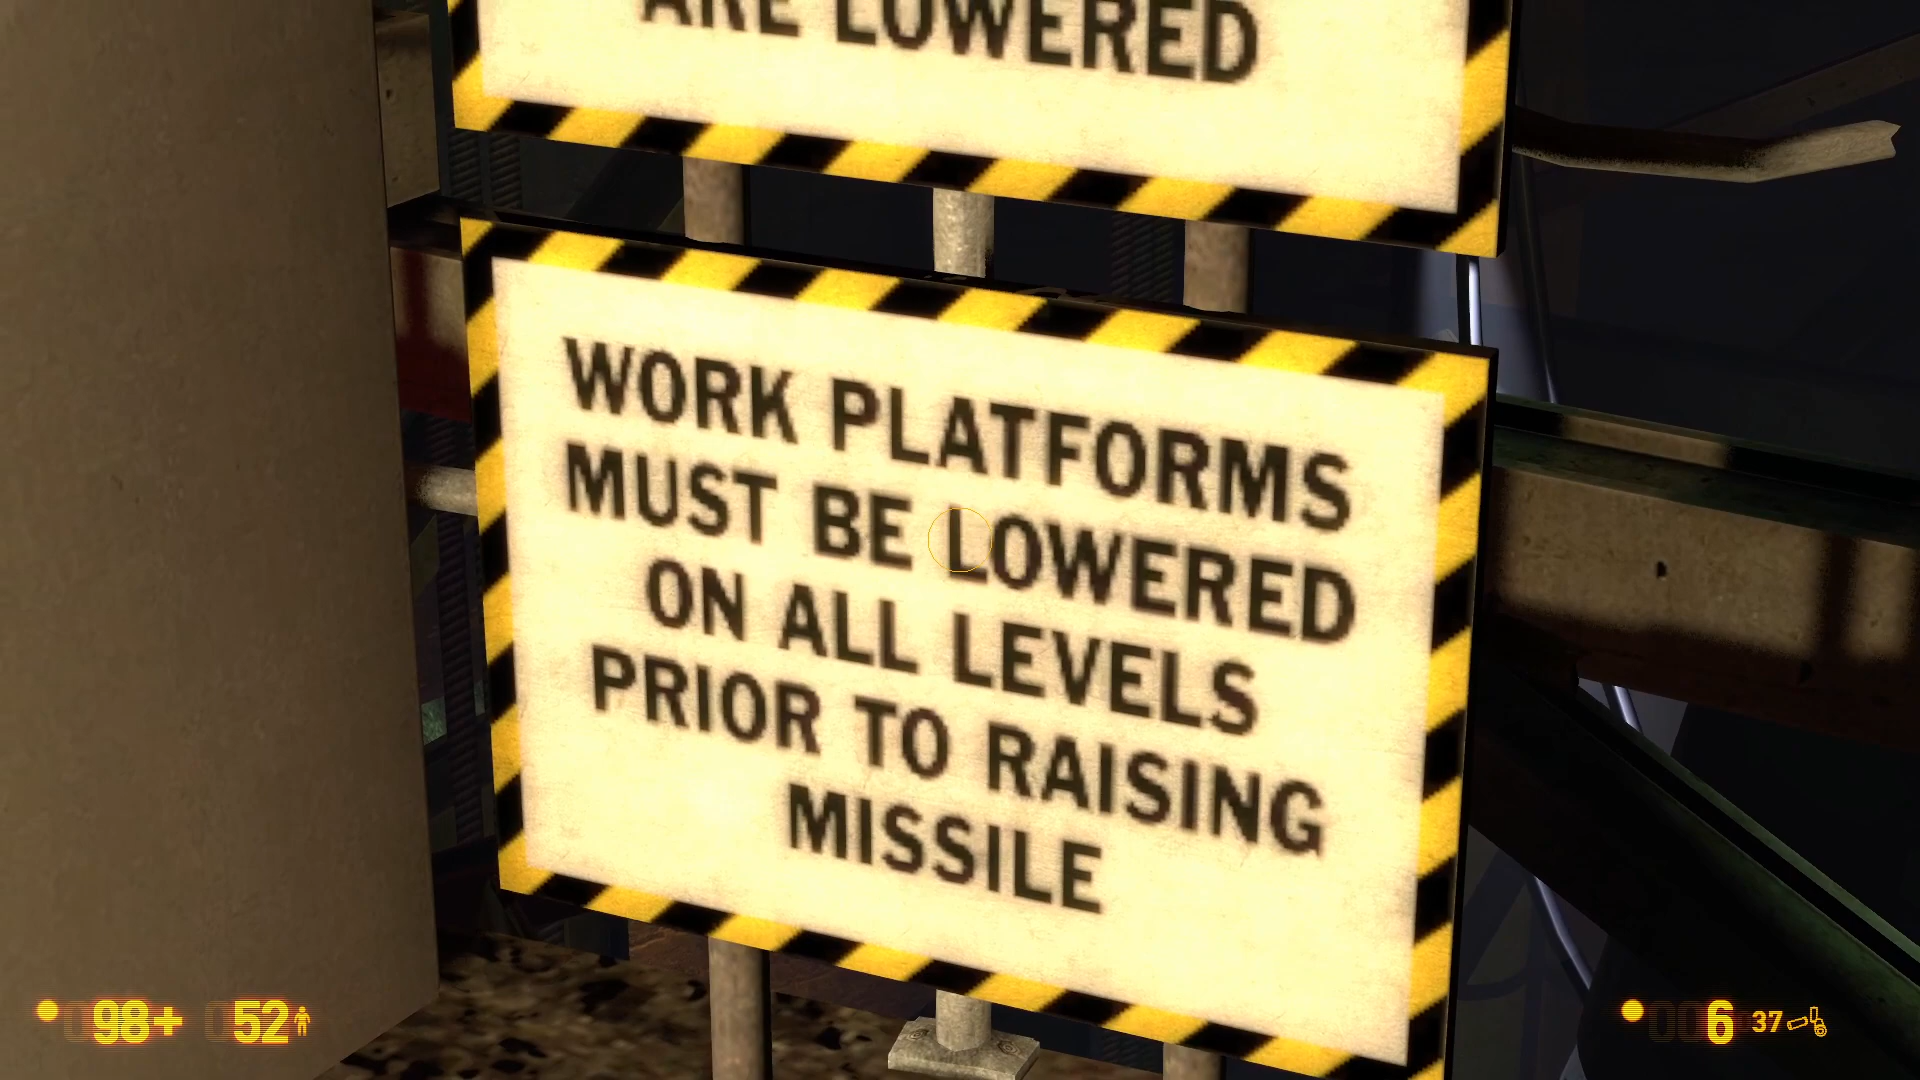 ARE LOWERED
WORK PLATFORMS
MUST BE LOWERED
ON ALL LEVELS
PRIOR TO RAISING
MISSILE
98+ 52
6 37